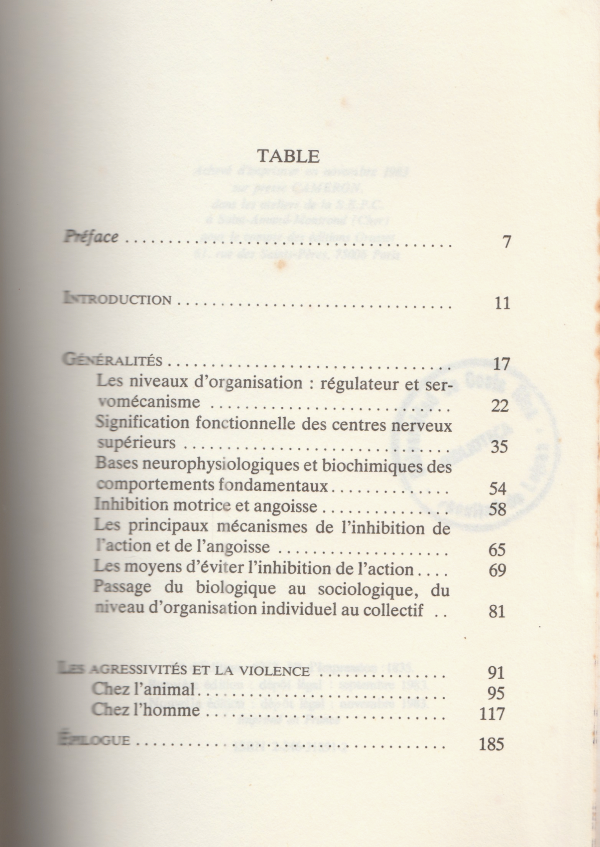 TABLE
Préface ........................................ 7
INTRODUCTION ................................. 11
GÉNÉRALITÉS .................................. 17
Les niveaux d'organisation : régulateur et ser-
vomécanisme ............................. 22
Signification fonctionnelle des centres nerveux
supérieurs ................................ 35
Bases neurophysiologiques et biochimiques des
comportements fondamentaux .............. 54
Inhibition motrice et angoisse ................ 58
Les principaux mécanismes de l'inhibition de
l'action et de l'angoisse .................... 65
Les moyens d'éviter l'inhibition de l'action .... 69
Passage du biologique au sociologique, du
niveau d'organisation individuel au collectif .. 81
LES AGRESSIVITÉS ET LA VIOLENCE ................ 91
Chez l'animal .............................. 95
Chez l'homme ............................. 117
ÉPILOGUE ..................................... 185